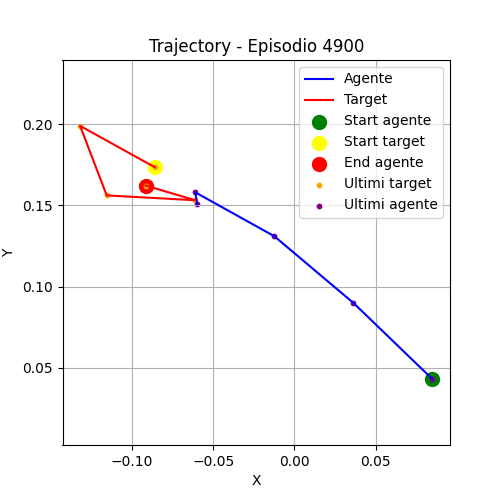 Trajectory - Episodio 4900
Agente
Target
Start agente
Start target
End agente
Ultimi target
Ultimi agente
Y
0.20
0.15
0.10
0.05
−0.10
−0.05
0.00
0.05
X